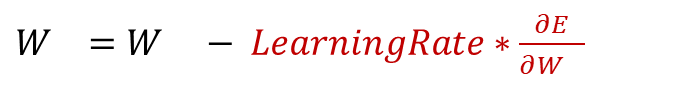 W = W − LearningRate * ∂E/∂W